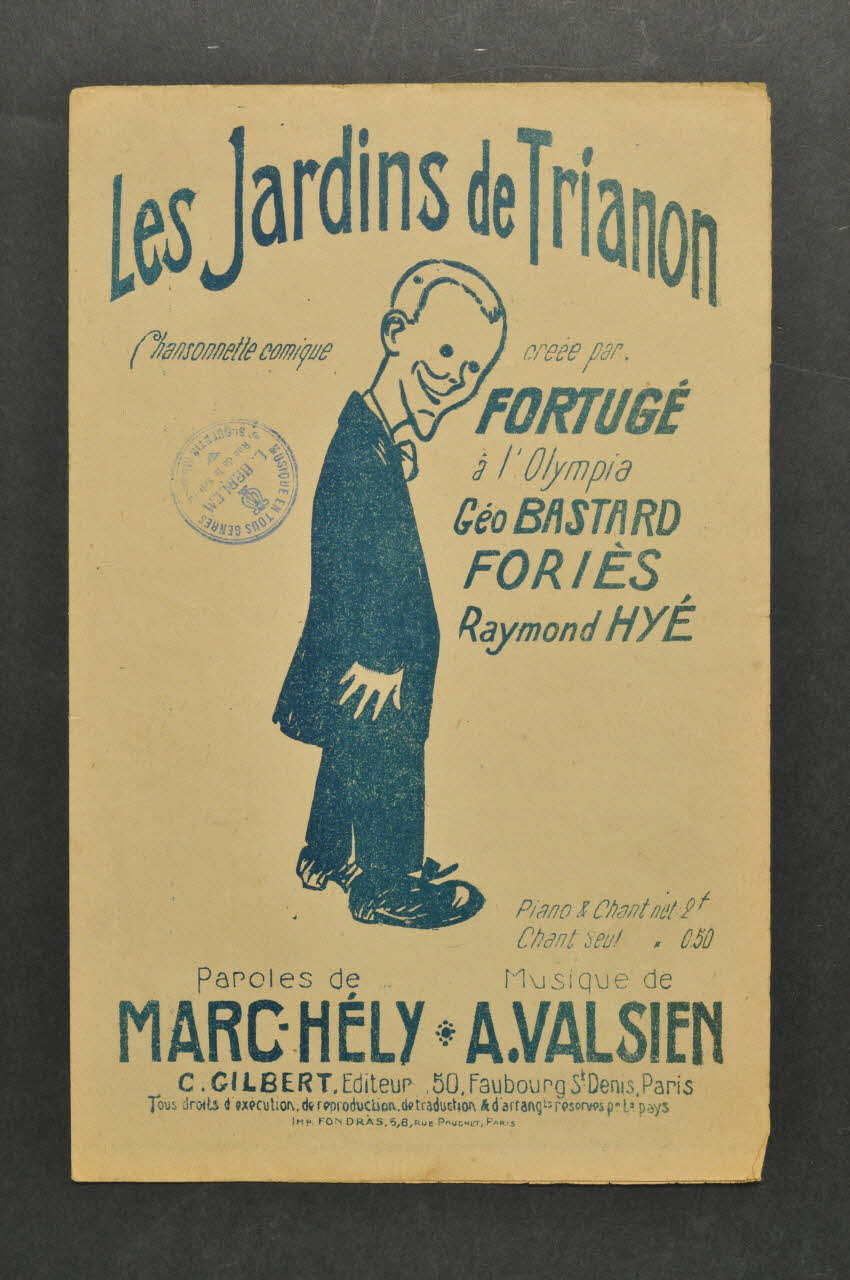 Les Jardins de Trianon
Chansonnette comique créée par.
FORTUGÉ
à l'Olympia
Géo BASTARD
FORIÈS
Raymond HYÉ
MUSIQUE EN TOUS GENRES
L. BERLEM
Piano & Chant net 2f
Chant Seul " 0.50
Paroles de Musique de
MARC-HÉLY A.VALSIEN
C. GILBERT, Editeur, 50, Faubourg St Denis, Paris
Tous droits d'exécution, de reproduction, de traduction & d'arrangts réservés pr ts pays
IMP. FONDRAS, 5,8, RUE POUCHET, PARIS